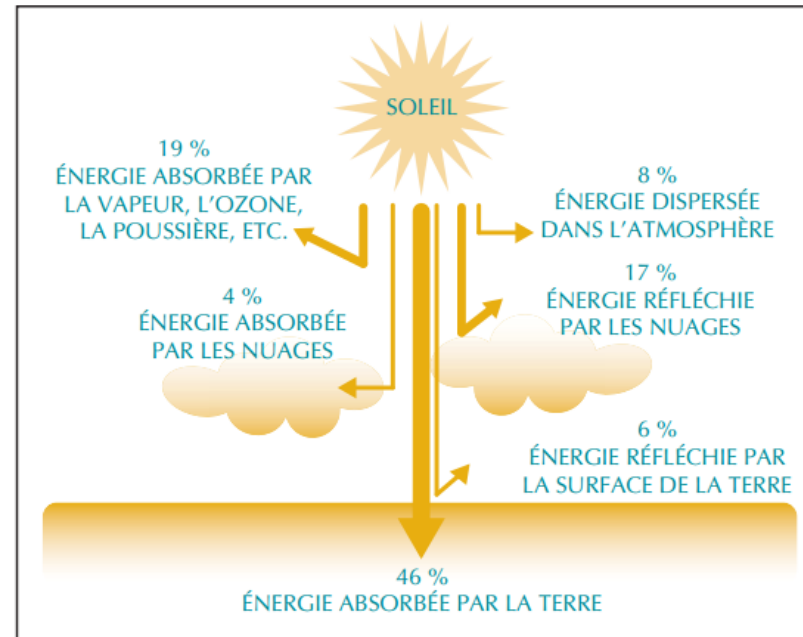 SOLEIL
19 %
ÉNERGIE ABSORBÉE PAR
LA VAPEUR, L'OZONE,
LA POUSSIÈRE, ETC.
8 %
ÉNERGIE DISPERSÉE
DANS L'ATMOSPHÈRE
4 %
ÉNERGIE ABSORBÉE
PAR LES NUAGES
17 %
ÉNERGIE RÉFLÉCHIE
PAR LES NUAGES
6 %
ÉNERGIE RÉFLÉCHIE PAR
LA SURFACE DE LA TERRE
46 %
ÉNERGIE ABSORBÉE PAR LA TERRE